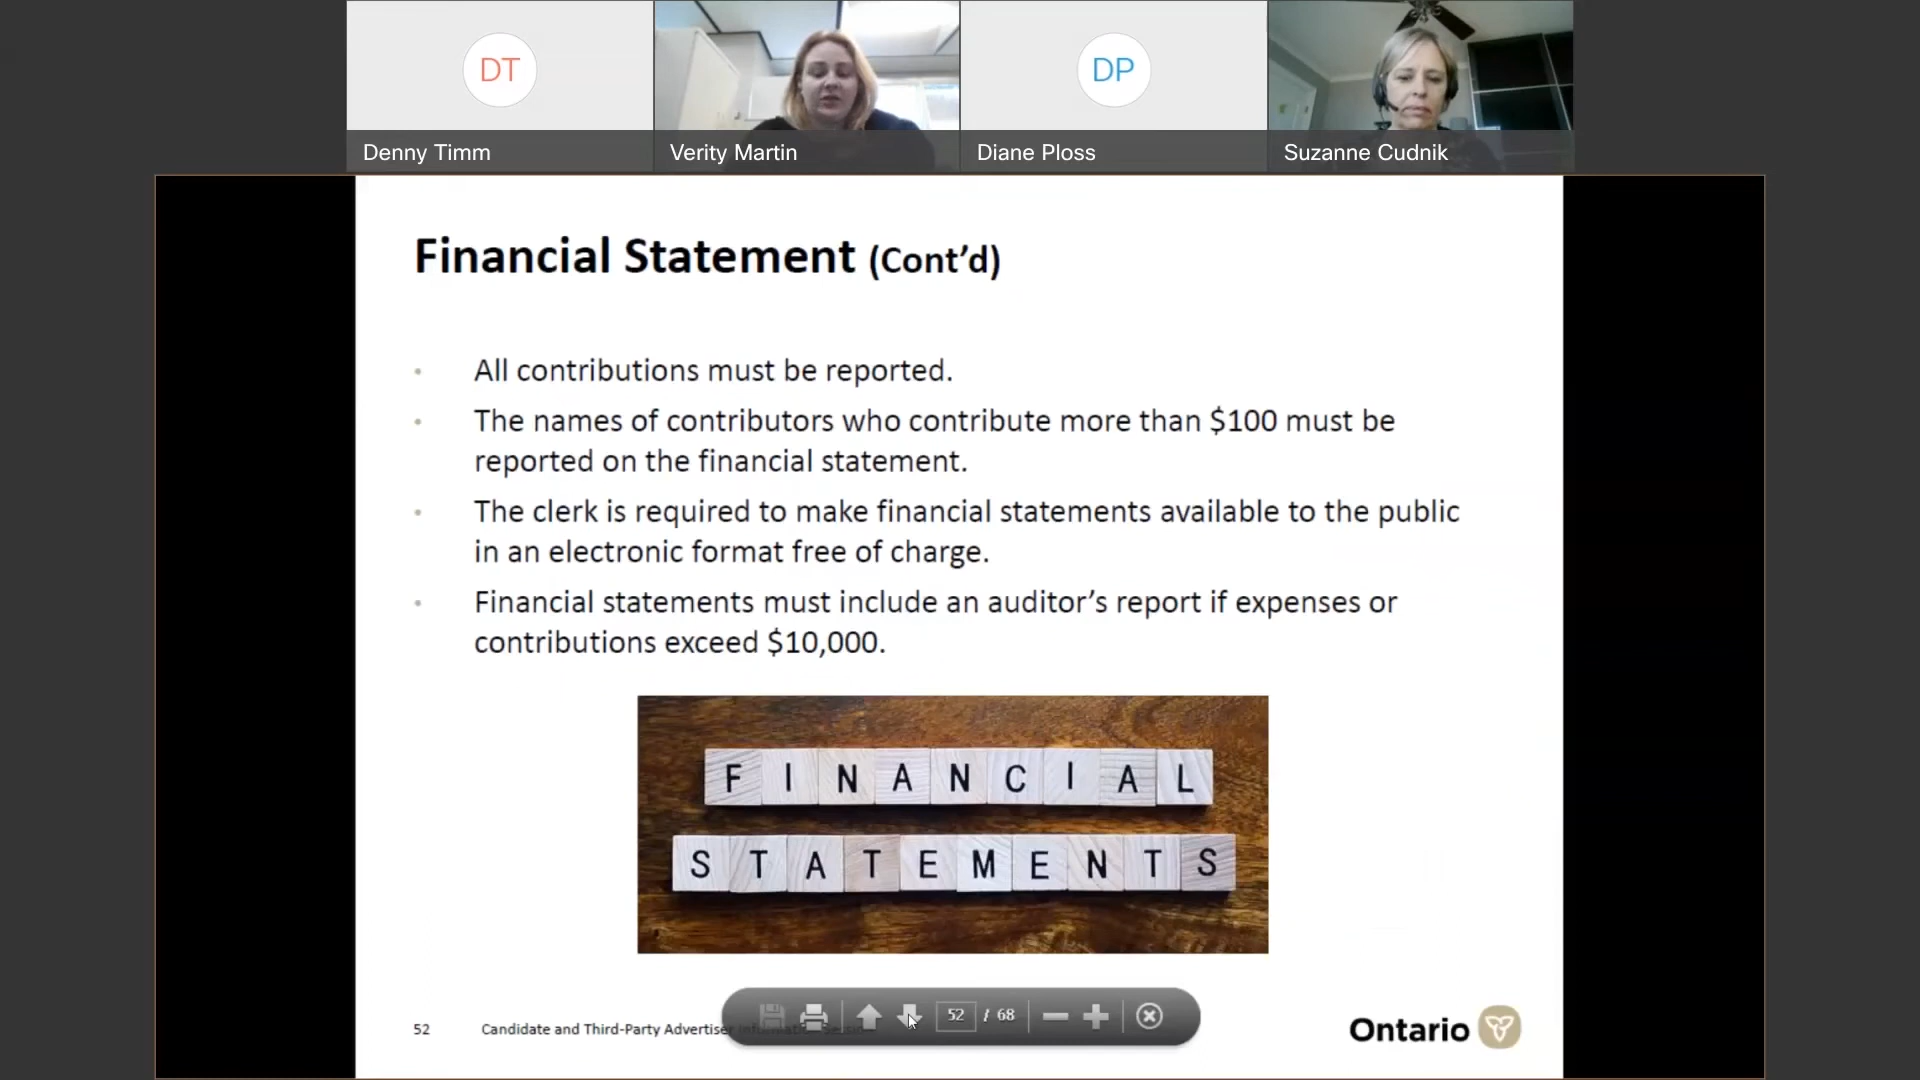 DT
DP
Denny Timm
Verity Martin
Diane Ploss
Suzanne Cudnik
Financial Statement (Cont’d)
• All contributions must be reported.
• The names of contributors who contribute more than $100 must be
reported on the financial statement.
• The clerk is required to make financial statements available to the public
in an electronic format free of charge.
• Financial statements must include an auditor’s report if expenses or
contributions exceed $10,000.
FINANCIAL
STATEMENTS
52 Candidate and Third-Party Advertiser
52 / 68
Ontario